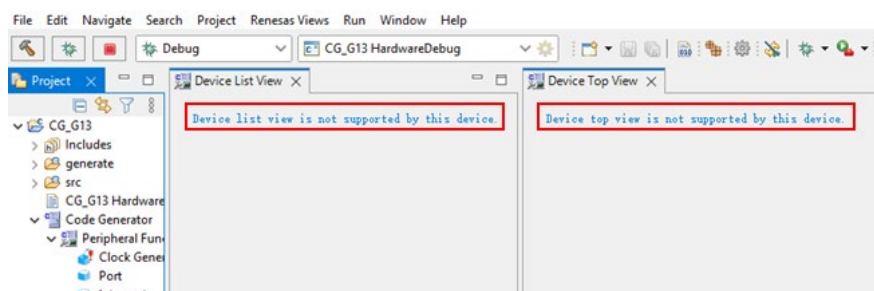 File Edit Navigate Search Project Renesas Views Run Window Help
Debug CG_G13 HardwareDebug
Project Device List View Device Top View
Device list view is not supported by this device. Device top view is not supported by this device.
CG_G13
Includes
generate
src
CG_G13 Hardware
Code Generator
Peripheral Fun
Clock Gene
Port